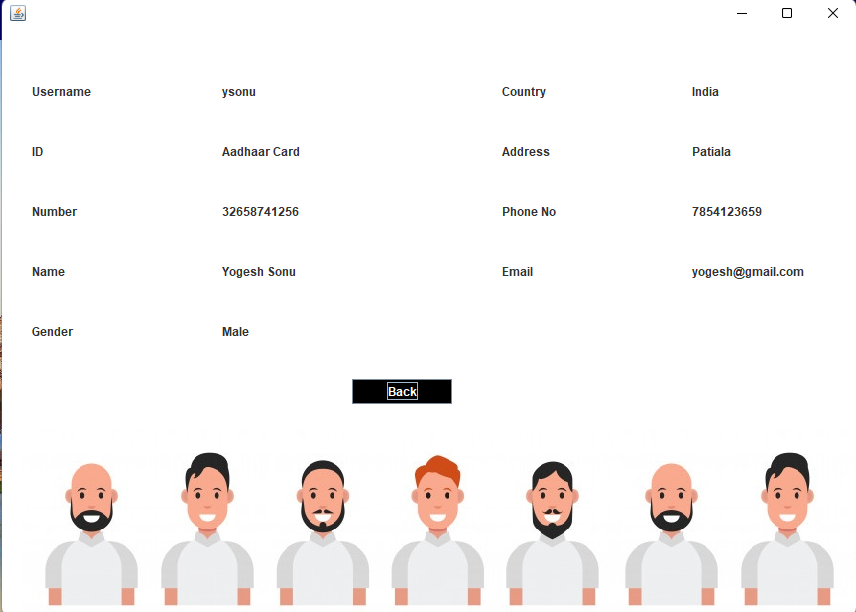 Username ysonu Country India
ID Aadhaar Card Address Patiala
Number 32658741256 Phone No 7854123659
Name Yogesh Sonu Email yogesh@gmail.com
Gender Male
Back